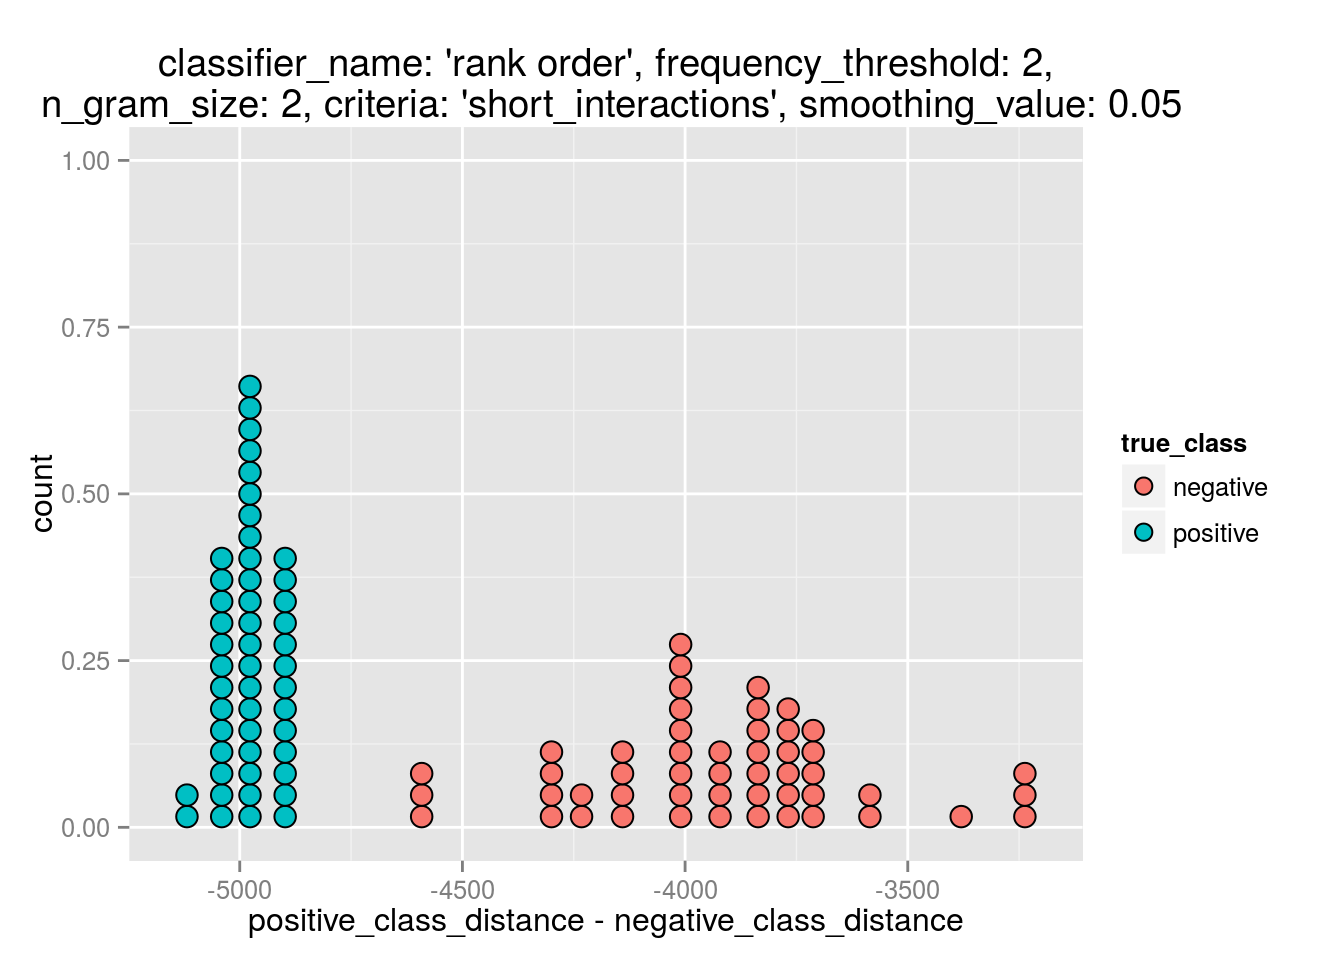 classifier_name: 'rank order', frequency_threshold: 2,
n_gram_size: 2, criteria: 'short_interactions', smoothing_value: 0.05
1.00
0.75
0.50
0.25
0.00
count
-5000
-4500
-4000
-3500
positive_class_distance - negative_class_distance
true_class
negative
positive